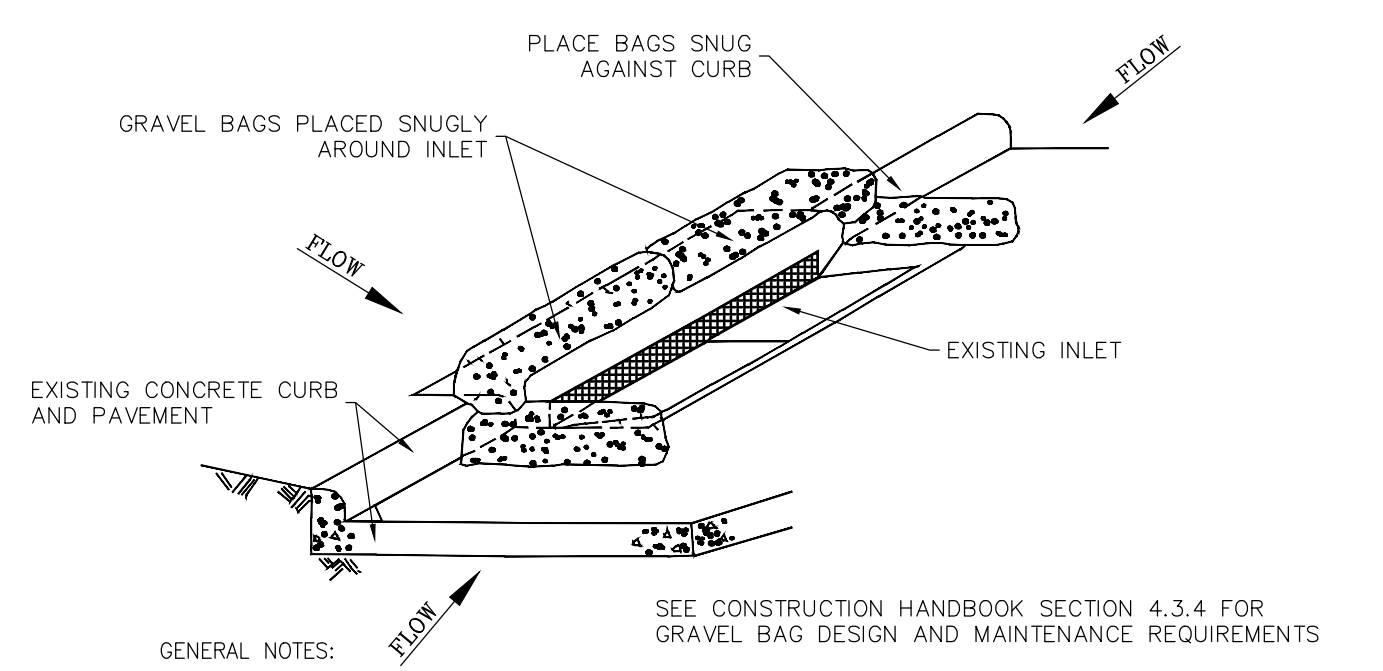 PLACE BAGS SNUG
AGAINST CURB
FLOW
GRAVEL BAGS PLACED SNUGLY
AROUND INLET
FLOW
EXISTING INLET
EXISTING CONCRETE CURB
AND PAVEMENT
FLOW
SEE CONSTRUCTION HANDBOOK SECTION 4.3.4 FOR
GRAVEL BAG DESIGN AND MAINTENANCE REQUIREMENTS
GENERAL NOTES: